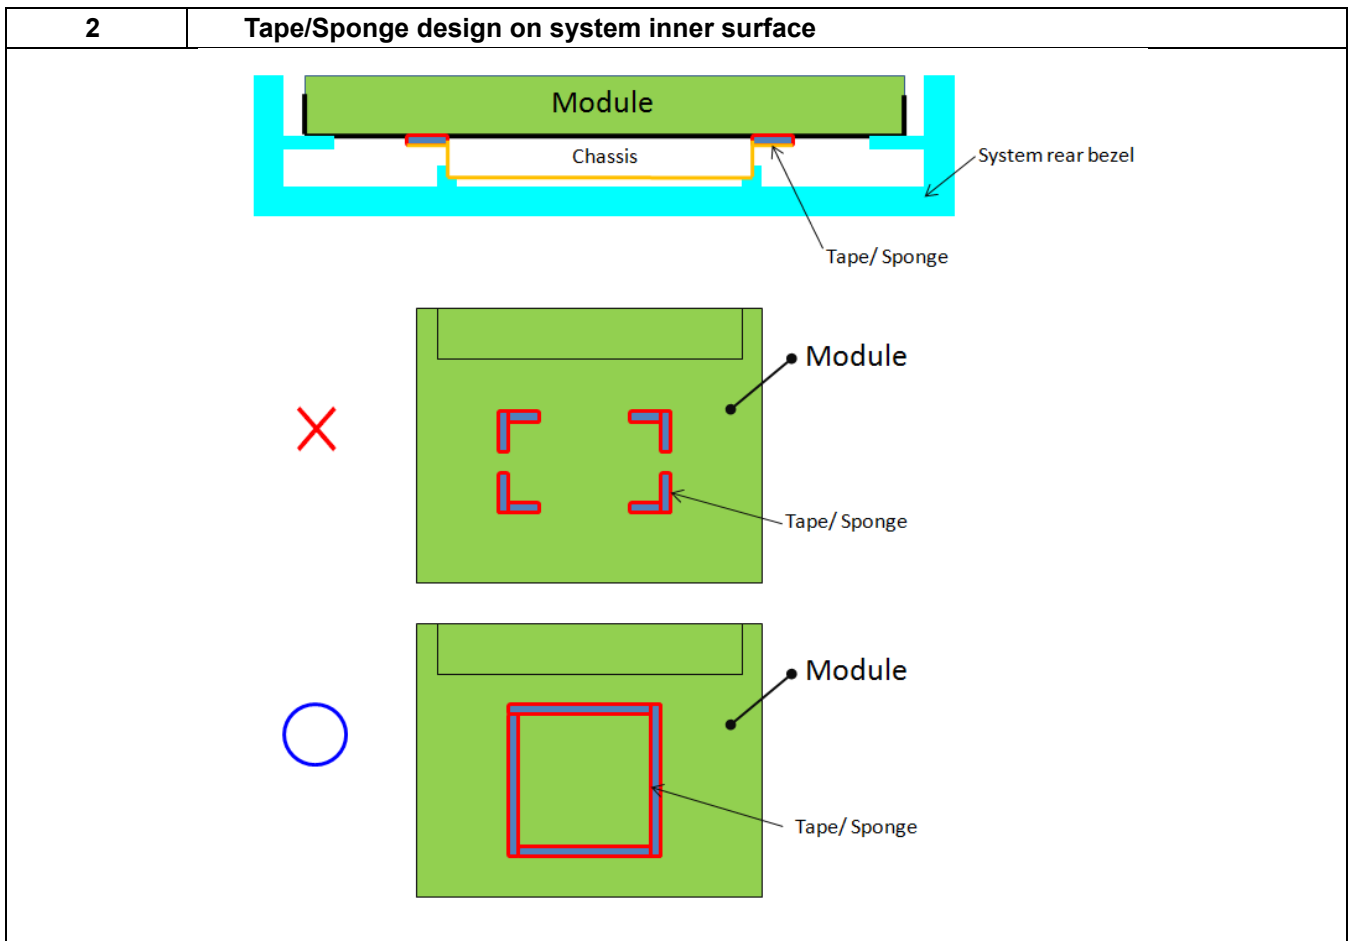 2
Tape/Sponge design on system inner surface
Module
Chassis
System rear bezel
Tape/ Sponge
Module
Tape/ Sponge
Module
Tape/ Sponge